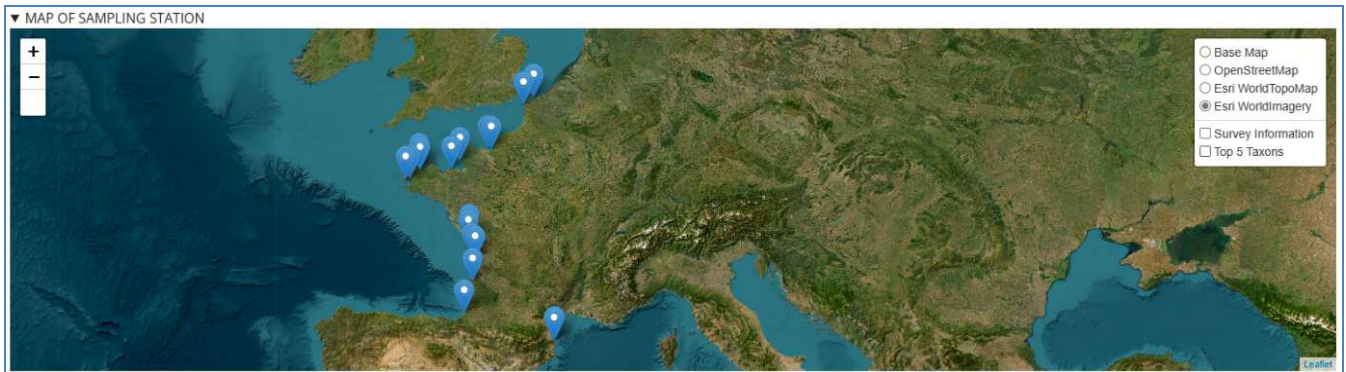 ▼ MAP OF SAMPLING STATION
+
−
Base Map
OpenStreetMap
Esri WorldTopoMap
Esri WorldImagery
Survey Information
Top 5 Taxons
Leaflet